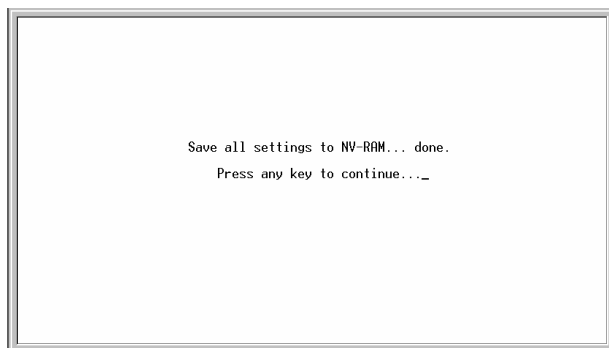 Save all settings to NV-RAM... done.
Press any key to continue..._